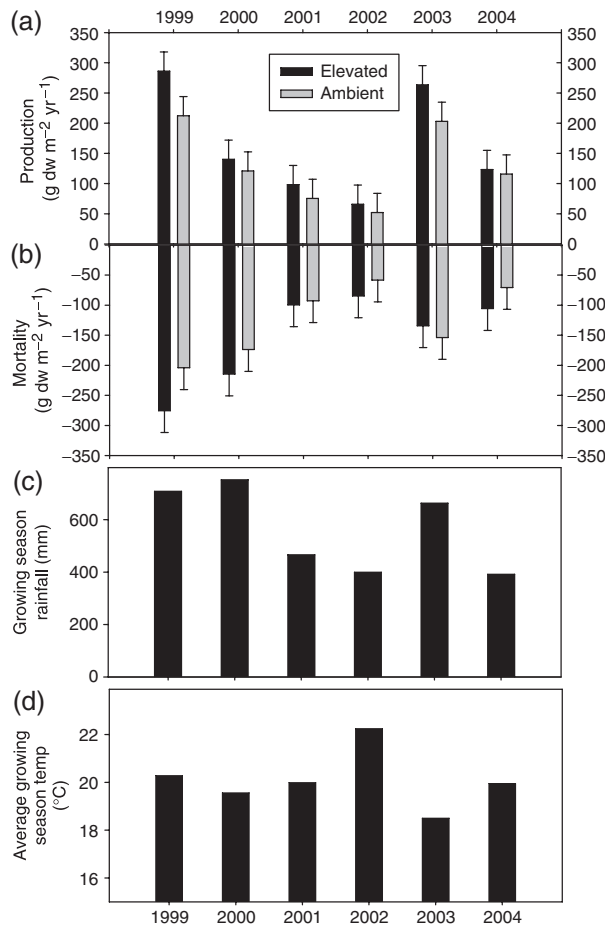 (a)
1999 2000 2001 2002 2003 2004
350 350
300 300
250 250
200 200
150 150
100 100
50 50
0 0
Production
(g dw m⁻² yr⁻¹)
Elevated
Ambient
(b)
−50 −50
−100 −100
−150 −150
−200 −200
−250 −250
−300 −300
−350 −350
Mortality
(g dw m⁻² yr⁻¹)
(c)
600
400
200
0
Growing season
rainfall (mm)
(d)
22
20
18
16
Average growing
season temp
(°C)
1999 2000 2001 2002 2003 2004